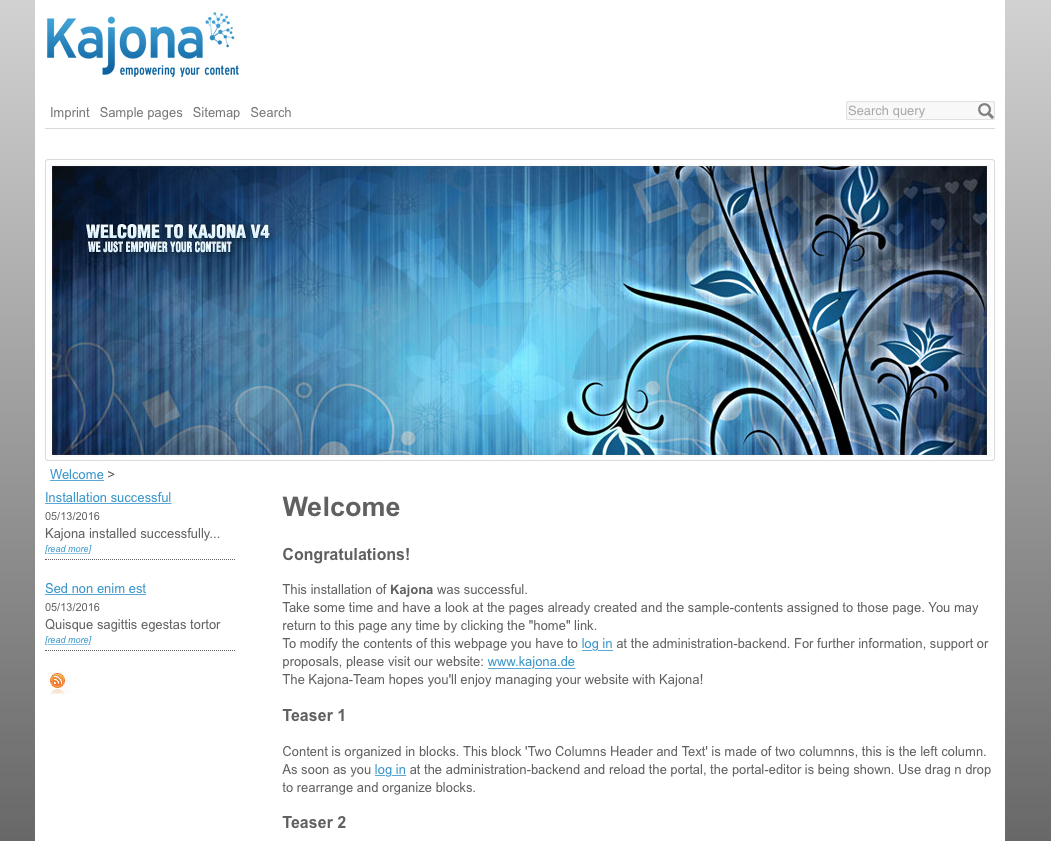 Kajona
empowering your content
Imprint Sample pages Sitemap Search
Search query
WELCOME TO KAJONA V4
WE JUST EMPOWER YOUR CONTENT
Welcome >
Installation successful
05/13/2016
Kajona installed successfully...
[read more]
Sed non enim est
05/13/2016
Quisque sagittis egestas tortor
[read more]
Welcome
Congratulations!
This installation of Kajona was successful.
Take some time and have a look at the pages already created and the sample-contents assigned to those page. You may
return to this page any time by clicking the "home" link.
To modify the contents of this webpage you have to log in at the administration-backend. For further information, support or
proposals, please visit our website: www.kajona.de
The Kajona-Team hopes you'll enjoy managing your website with Kajona!
Teaser 1
Content is organized in blocks. This block 'Two Columns Header and Text' is made of two columnns, this is the left column.
As soon as you log in at the administration-backend and reload the portal, the portal-editor is being shown. Use drag n drop
to rearrange and organize blocks.
Teaser 2